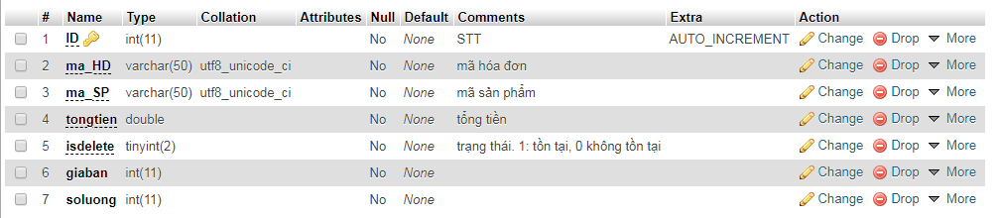 # Name Type Collation Attributes Null Default Comments Extra Action
1 ID int(11) No None STT AUTO_INCREMENT Change Drop More
2 ma_HD varchar(50) utf8_unicode_ci No None mã hóa đơn Change Drop More
3 ma_SP varchar(50) utf8_unicode_ci No None mã sản phẩm Change Drop More
4 tongtien double No None tổng tiền Change Drop More
5 isdelete tinyint(2) No None trạng thái. 1: tồn tại, 0 không tồn tại Change Drop More
6 giaban int(11) No None Change Drop More
7 soluong int(11) No None Change Drop More